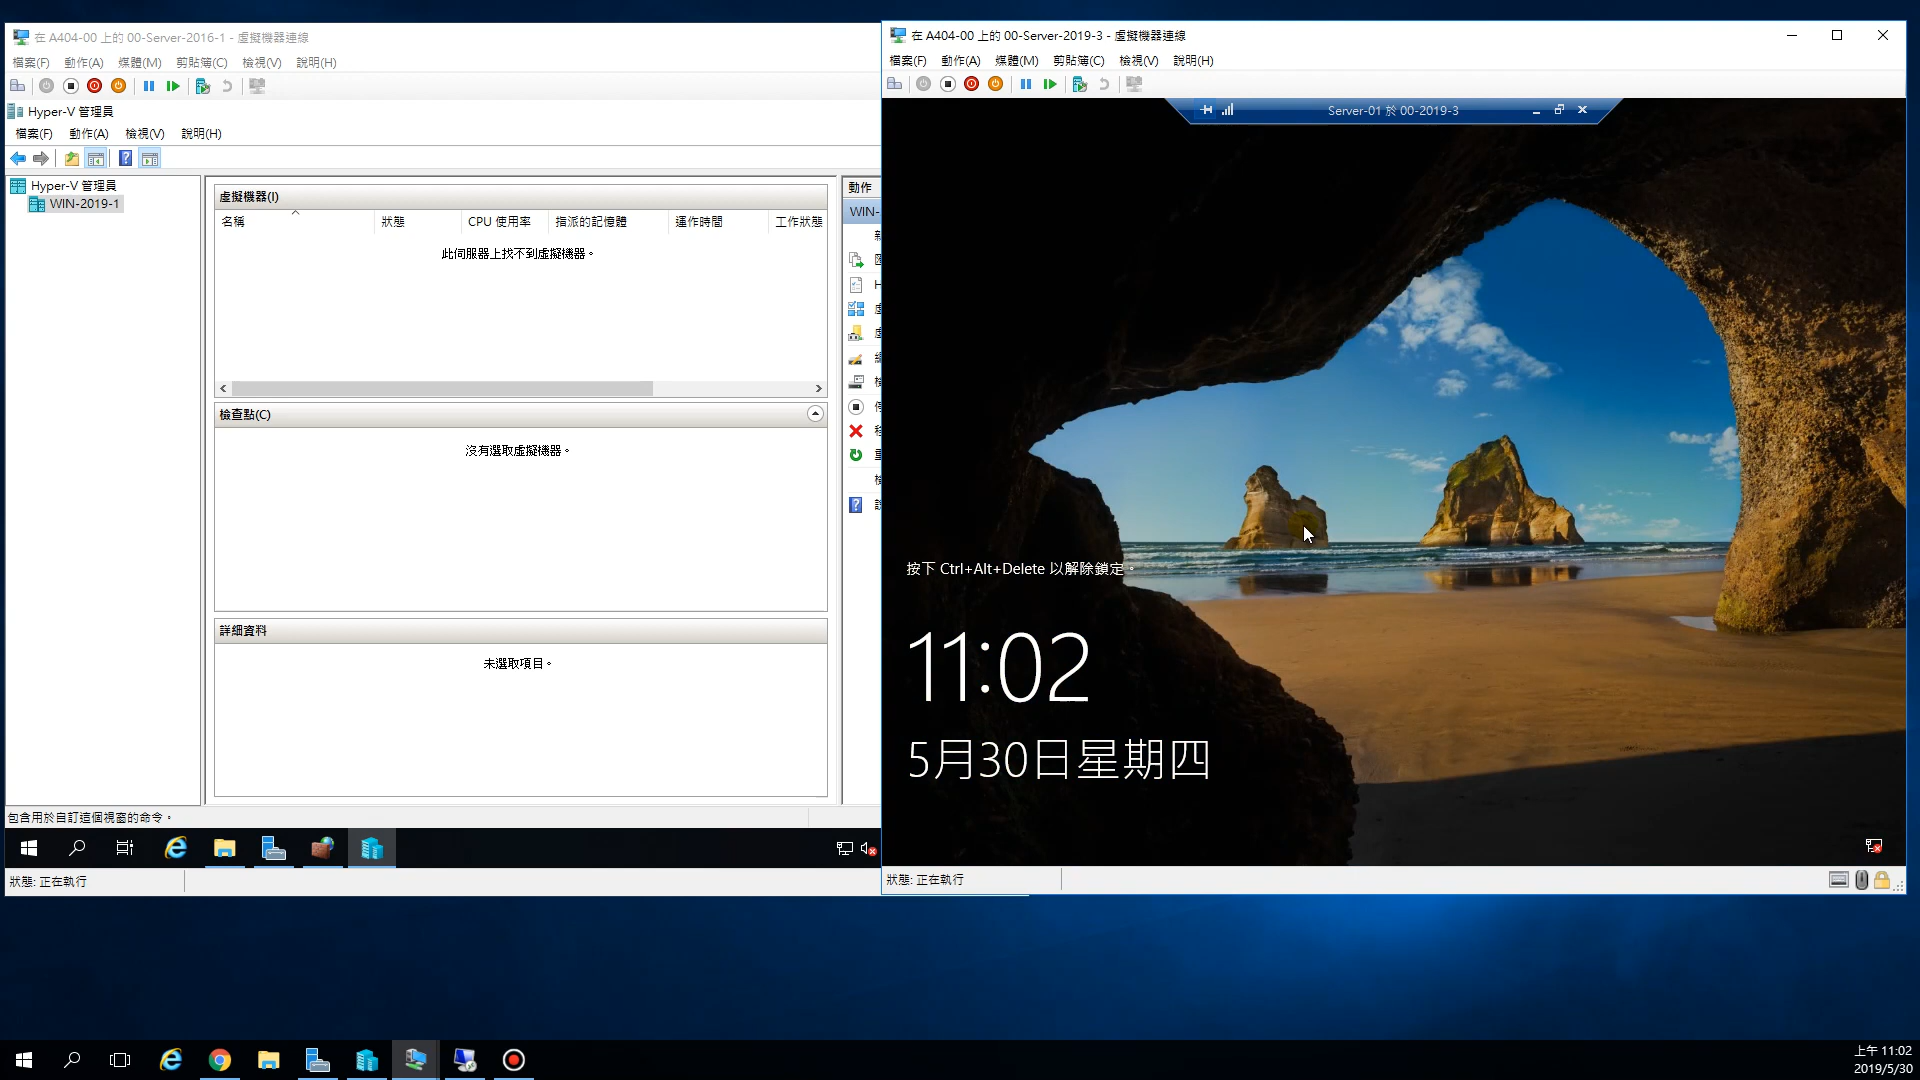 在 A404-00 上的 00-Server-2016-1 - 虛擬機器連線
檔案(F) 動作(A) 媒體(M) 剪貼簿(C) 檢視(V) 說明(H)
Hyper-V 管理員
檔案(F) 動作(A) 檢視(V) 說明(H)
Hyper-V 管理員
WIN-2019-1
虛擬機器(I)
名稱 狀態 CPU 使用率 指派的記憶體 運作時間 工作狀態
此伺服器上找不到虛擬機器。
檢查點(C)
沒有選取虛擬機器。
詳細資料
未選取項目。
動作
WIN-
包含用於自訂這個視窗的命令。
狀態: 正在執行
在 A404-00 上的 00-Server-2019-3 - 虛擬機器連線
檔案(F) 動作(A) 媒體(M) 剪貼簿(C) 檢視(V) 說明(H)
Server-01 於 00-2019-3
按下 Ctrl+Alt+Delete 以解除鎖定。
11:02
5月30日星期四
狀態: 正在執行
上午 11:02
2019/5/30